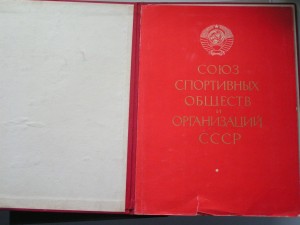 СОЮЗ
СПОРТИВНЫХ
ОБЩЕСТВ
И
ОРГАНИЗАЦИЙ
СССР